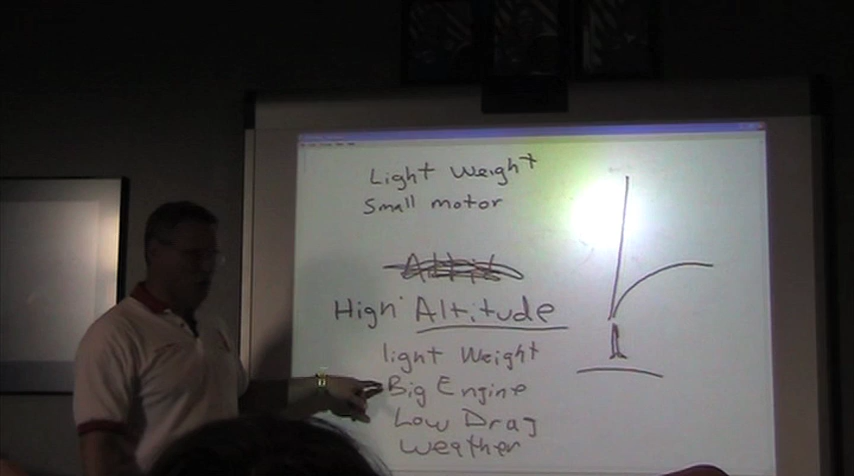 Light Weight
Small motor
High Altitude
light Weight
Big Engine
Low Drag
Weather